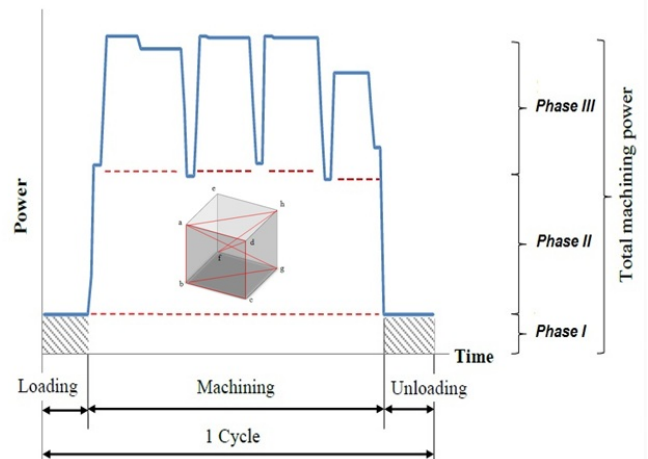 Phase III
Phase II
Phase I
Total machining power
Power
e
h
a
d
f
g
b
c
Time
Loading
Machining
Unloading
1 Cycle